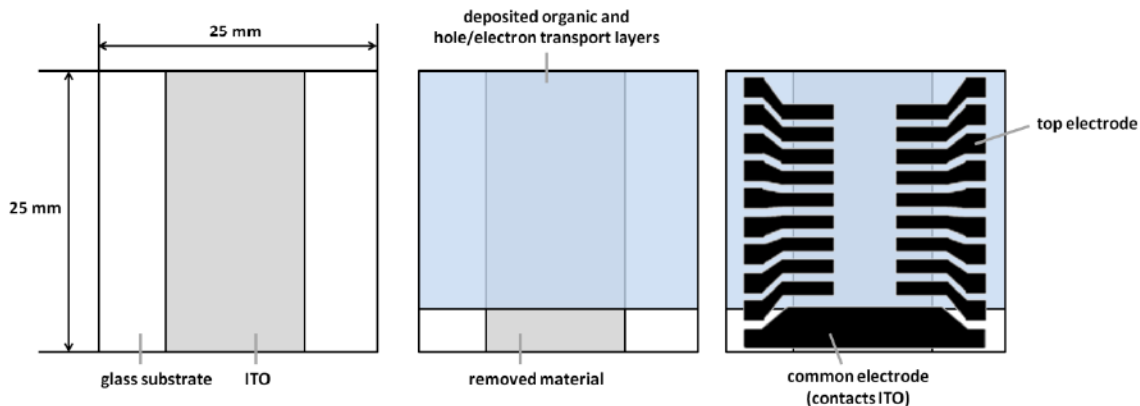 25 mm
25 mm
glass substrate
ITO
deposited organic and
hole/electron transport layers
removed material
top electrode
common electrode
(contacts ITO)